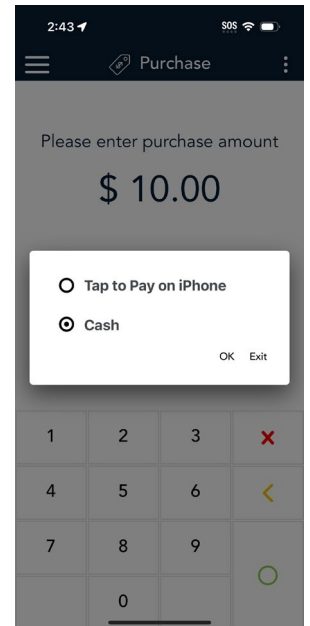 2:43 SOS
Purchase
Please enter purchase amount
$ 10.00
Tap to Pay on iPhone
Cash
OK Exit
1 2 3
4 5 6
7 8 9
0